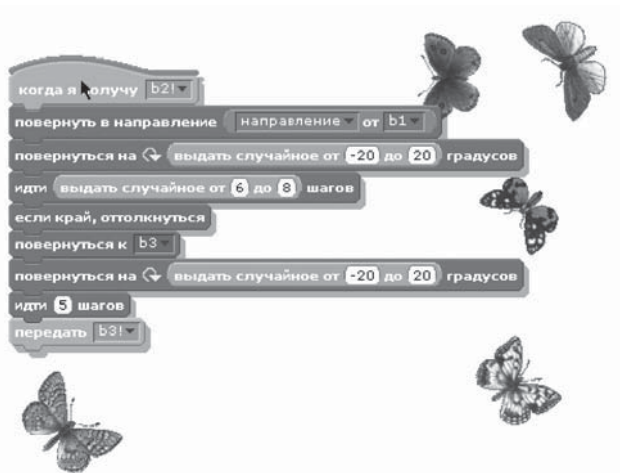 когда я получу b2!
повернуть в направление направление от b1
повернуться на выдать случайное от -20 до 20 градусов
идти выдать случайное от 6 до 8 шагов
если край, оттолкнуться
повернуться к b3
повернуться на выдать случайное от -20 до 20 градусов
идти 5 шагов
передать b3!